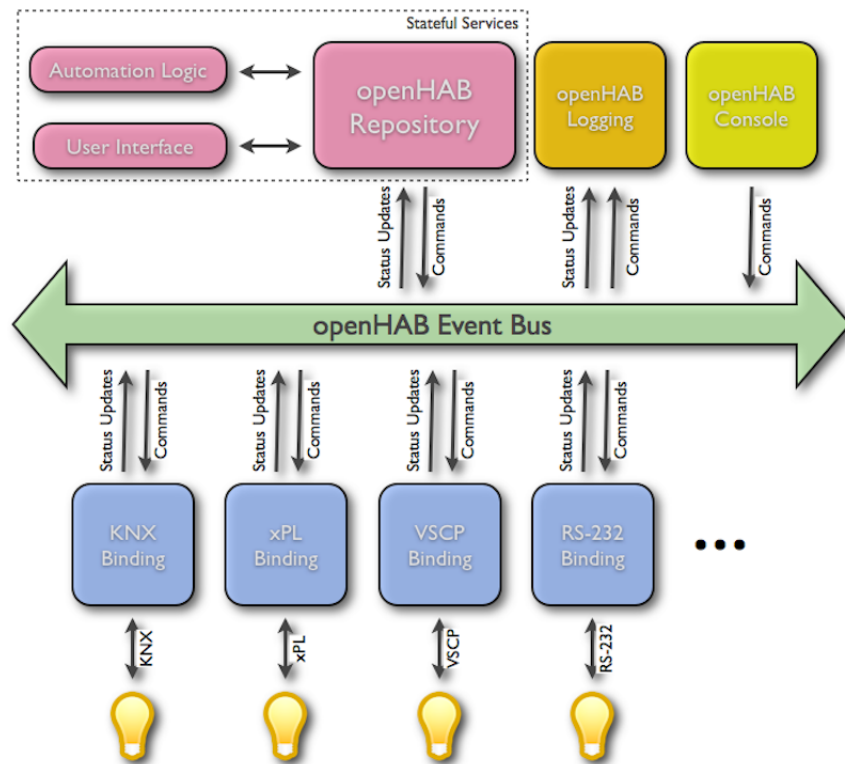 Stateful Services
Automation Logic
User Interface
openHAB
Repository
openHAB
Logging
openHAB
Console
Status Updates
Commands
Status Updates
Commands
Commands
openHAB Event Bus
Status Updates
Commands
Status Updates
Commands
Status Updates
Commands
Status Updates
Commands
KNX
Binding
xPL
Binding
VSCP
Binding
RS-232
Binding
...
KNX
xPL
VSCP
RS-232